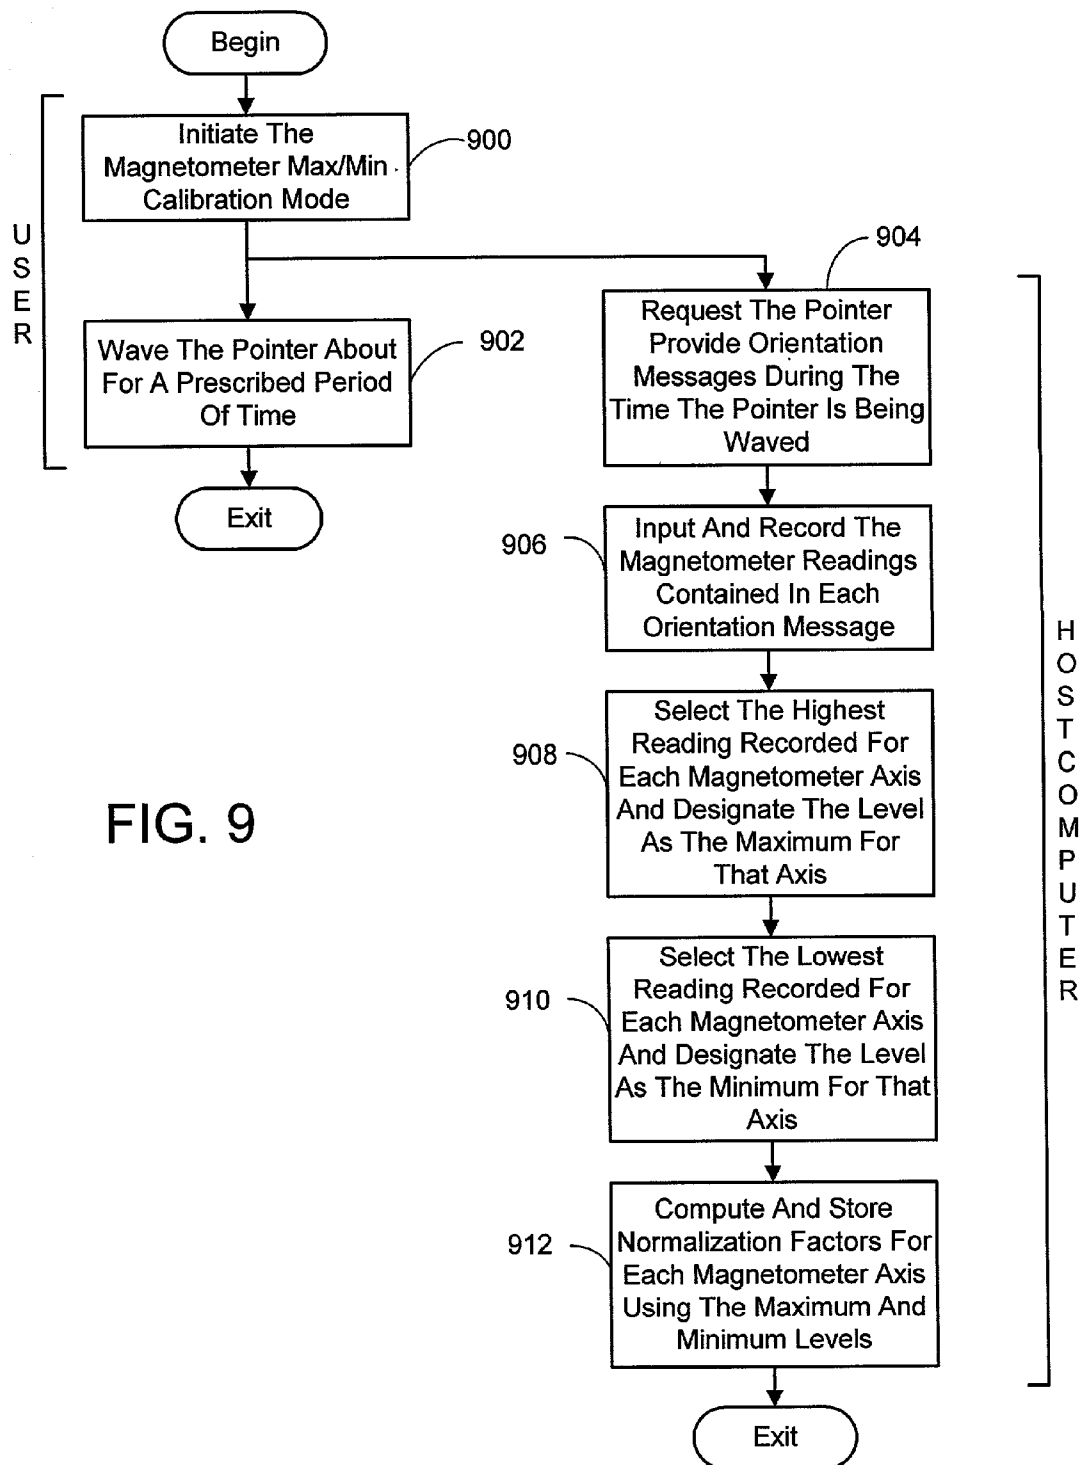 Begin
Initiate The
Magnetometer Max/Min
Calibration Mode
900
USER
Wave The Pointer About
For A Prescribed Period
Of Time
902
Exit
904
Request The Pointer
Provide Orientation
Messages During The
Time The Pointer Is Being
Waved
906
Input And Record The
Magnetometer Readings
Contained In Each
Orientation Message
908
Select The Highest
Reading Recorded For
Each Magnetometer Axis
And Designate The Level
As The Maximum For
That Axis
FIG. 9
910
Select The Lowest
Reading Recorded For
Each Magnetometer Axis
And Designate The Level
As The Minimum For That
Axis
912
Compute And Store
Normalization Factors For
Each Magnetometer Axis
Using The Maximum And
Minimum Levels
HOST COMPUTER
Exit